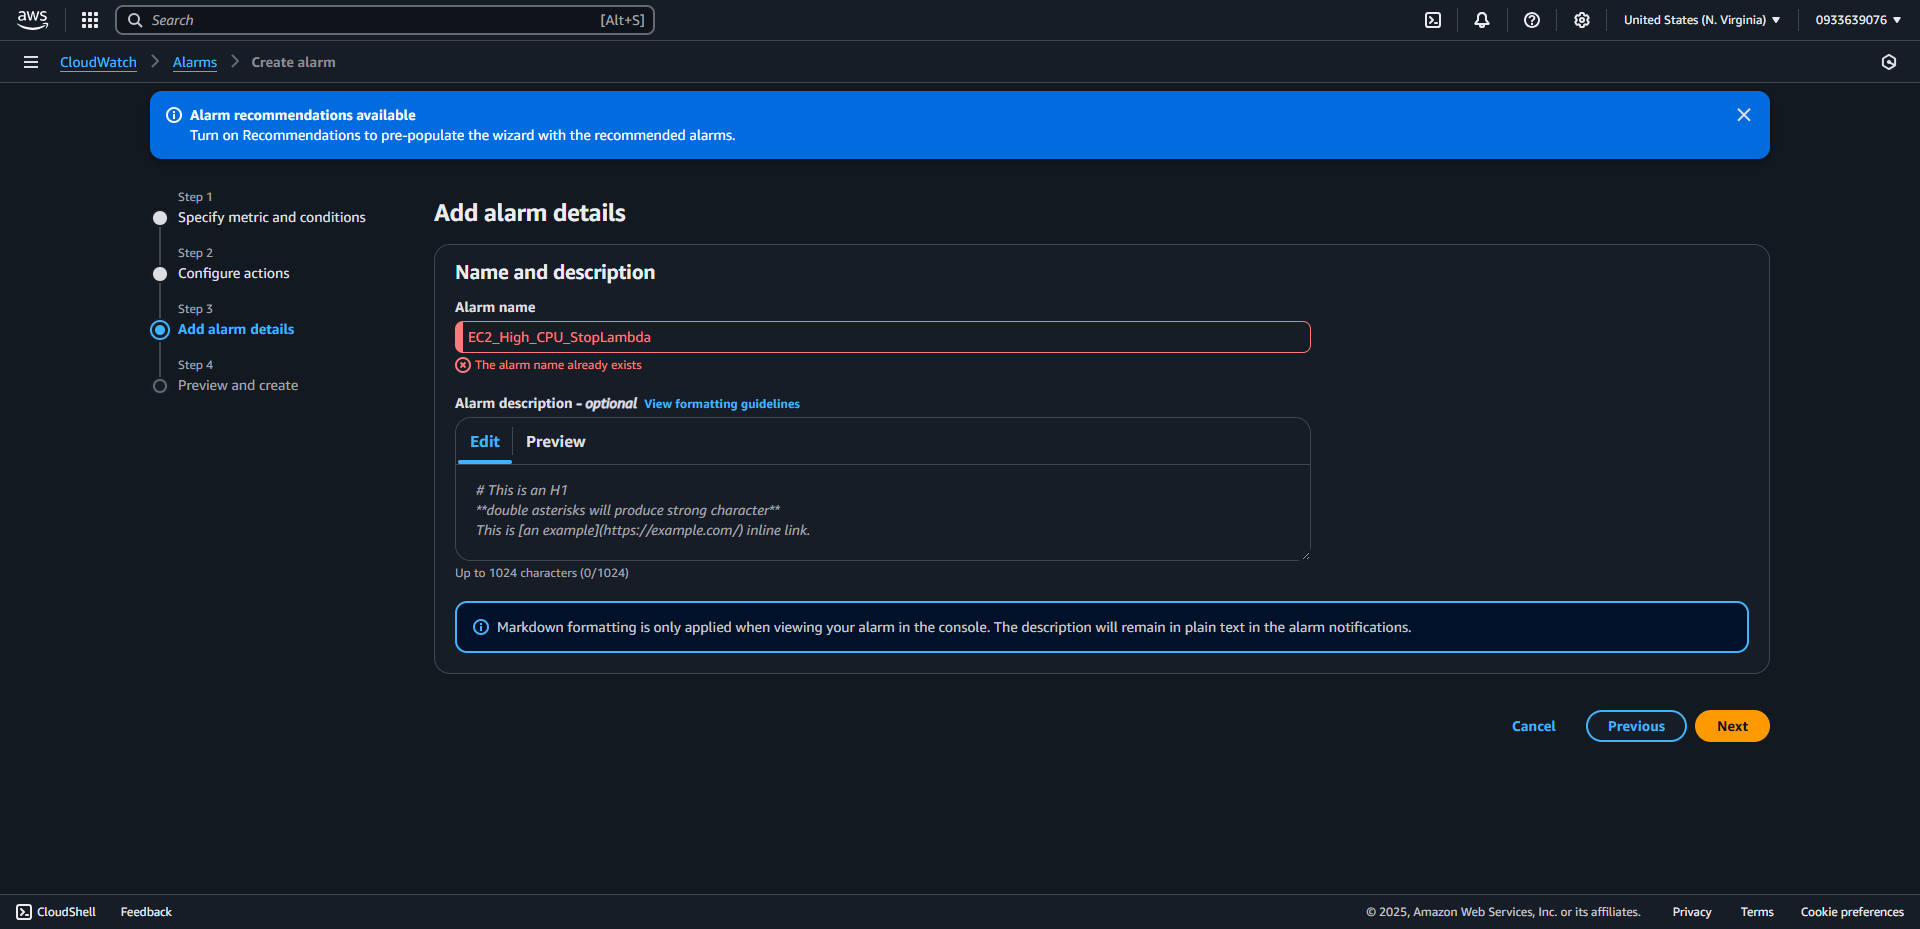 aws
Search [Alt+S]
United States (N. Virginia)
0933639076
CloudWatch
Alarms
Create alarm
Alarm recommendations available
Turn on Recommendations to pre-populate the wizard with the recommended alarms.
Step 1
Specify metric and conditions
Step 2
Configure actions
Step 3
Add alarm details
Step 4
Preview and create
Add alarm details
Name and description
Alarm name
EC2_High_CPU_StopLambda
The alarm name already exists
Alarm description - optional View formatting guidelines
Edit
Preview
# This is an H1
**double asterisks will produce strong character**
This is [an example](https://example.com/) inline link.
Up to 1024 characters (0/1024)
Markdown formatting is only applied when viewing your alarm in the console. The description will remain in plain text in the alarm notifications.
Cancel
Previous
Next
CloudShell
Feedback
© 2025, Amazon Web Services, Inc. or its affiliates.
Privacy
Terms
Cookie preferences